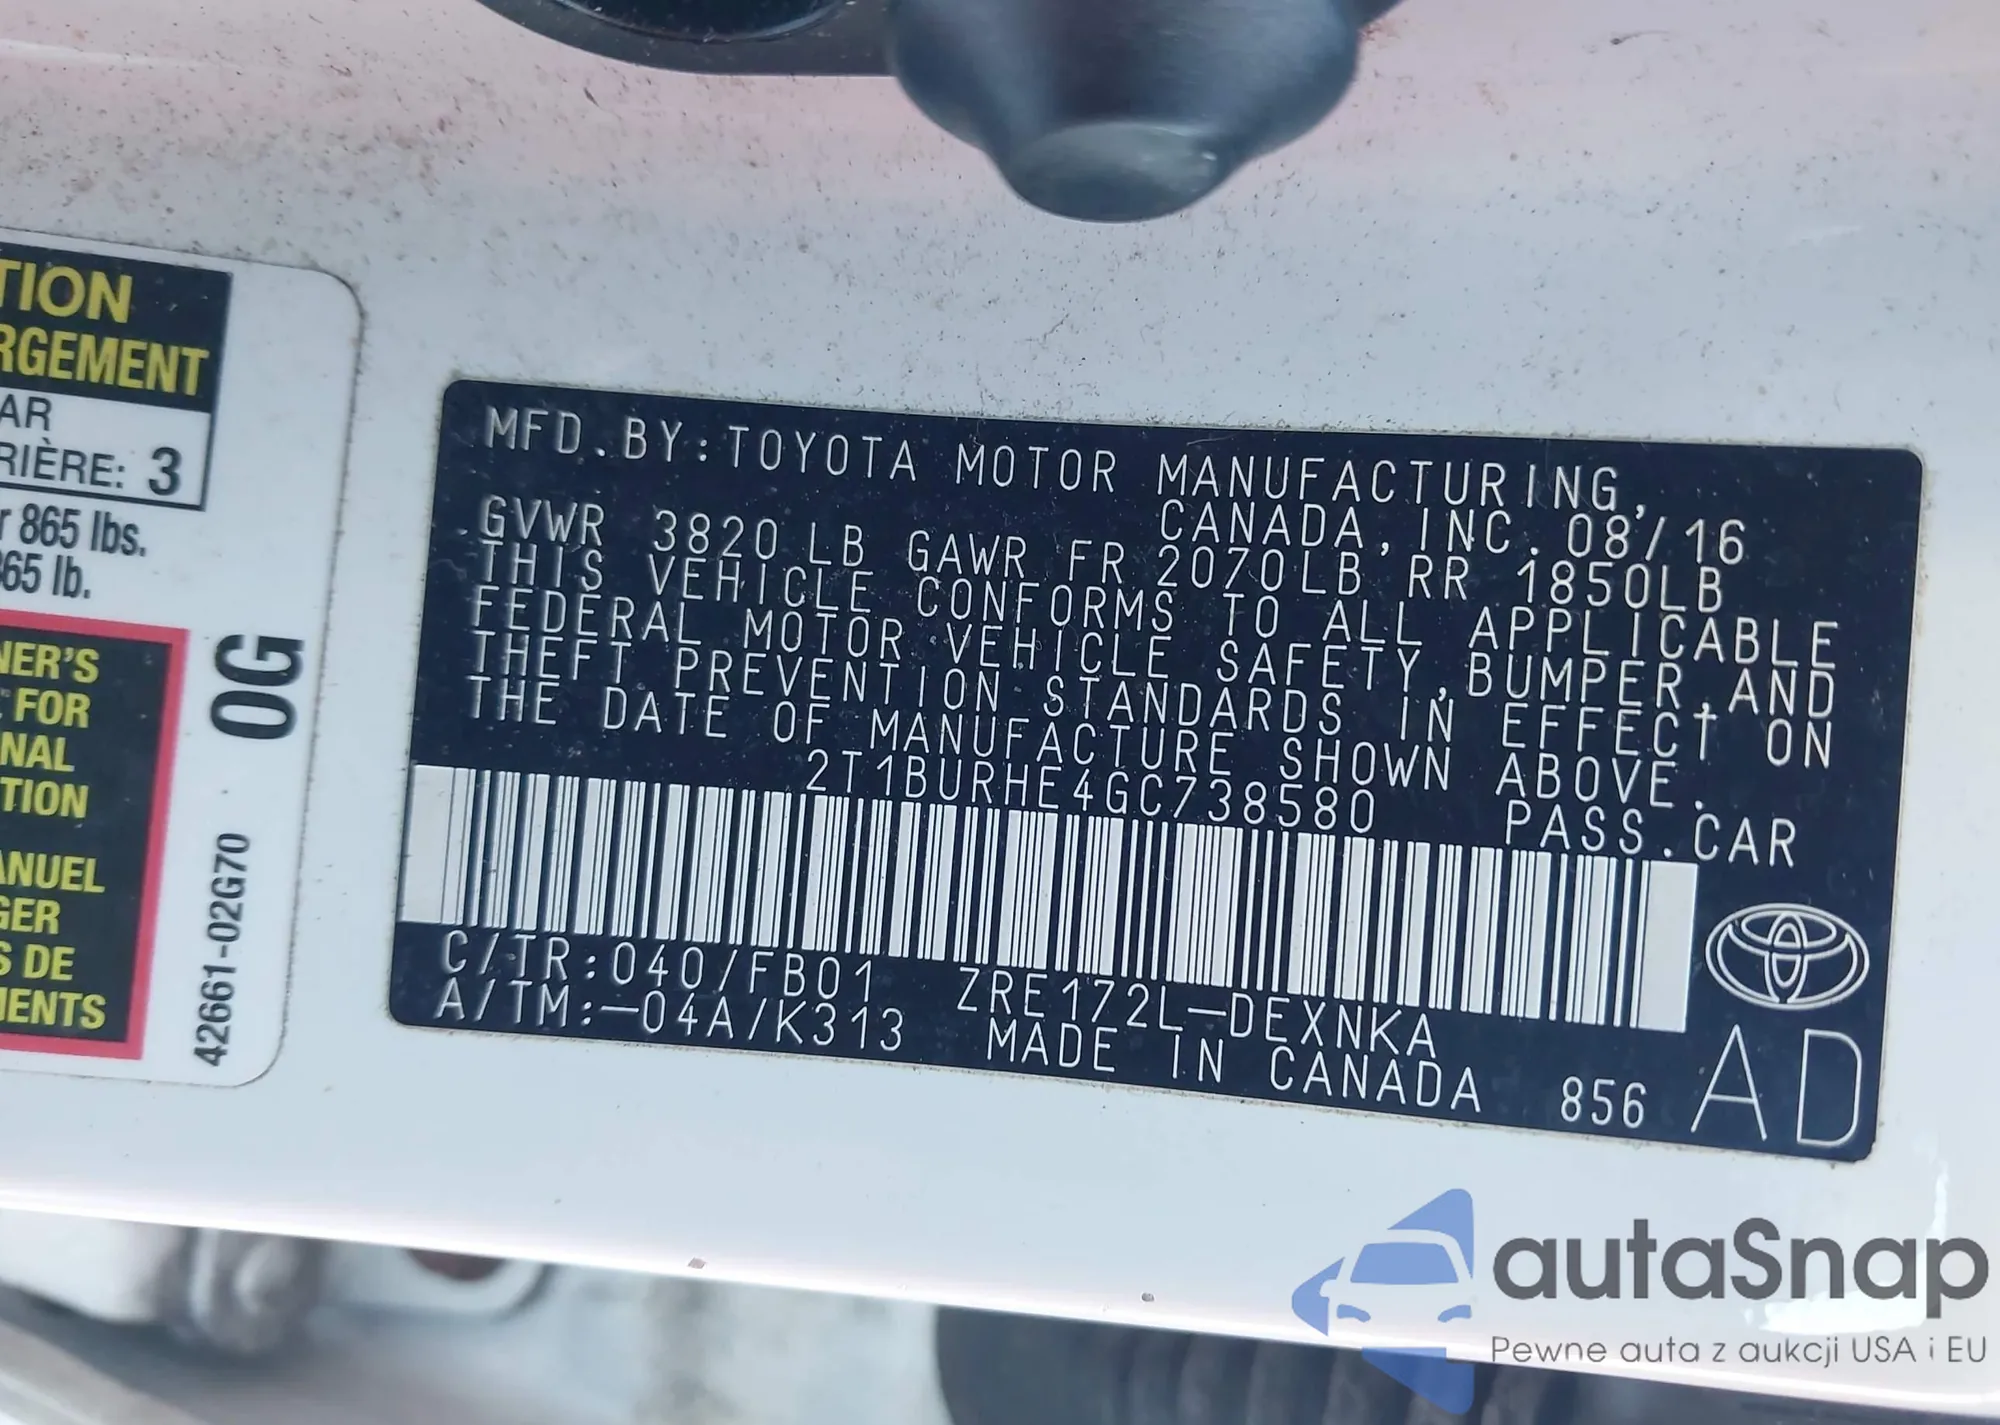 TION
RGEMENT
AR
RIÈRE: 3
r 865 lbs.
865 lb.
NER'S
FOR
NAL
TION
ANUEL
GER
S DE
MENTS
0G
42661-02G70
MFD.BY:TOYOTA MOTOR MANUFACTURING,
CANADA,INC. 08/16
GVWR 3820 LB GAWR FR 2070LB RR 1850LB
THIS VEHICLE CONFORMS TO ALL APPLICABLE
FEDERAL MOTOR VEHICLE SAFETY,BUMPER,AND
THEFT PREVENTION STANDARDS IN EFFECT ON
THE DATE OF MANUFACTURE SHOWN ABOVE.
2T1BURHE4GC738580 PASS.CAR
C/TR:040/FB01 ZRE172L-DEXNKA
A/TM:-04A/K313 MADE IN CANADA 856 AD
autaSnap
Pewne auta z aukcji USA i EU